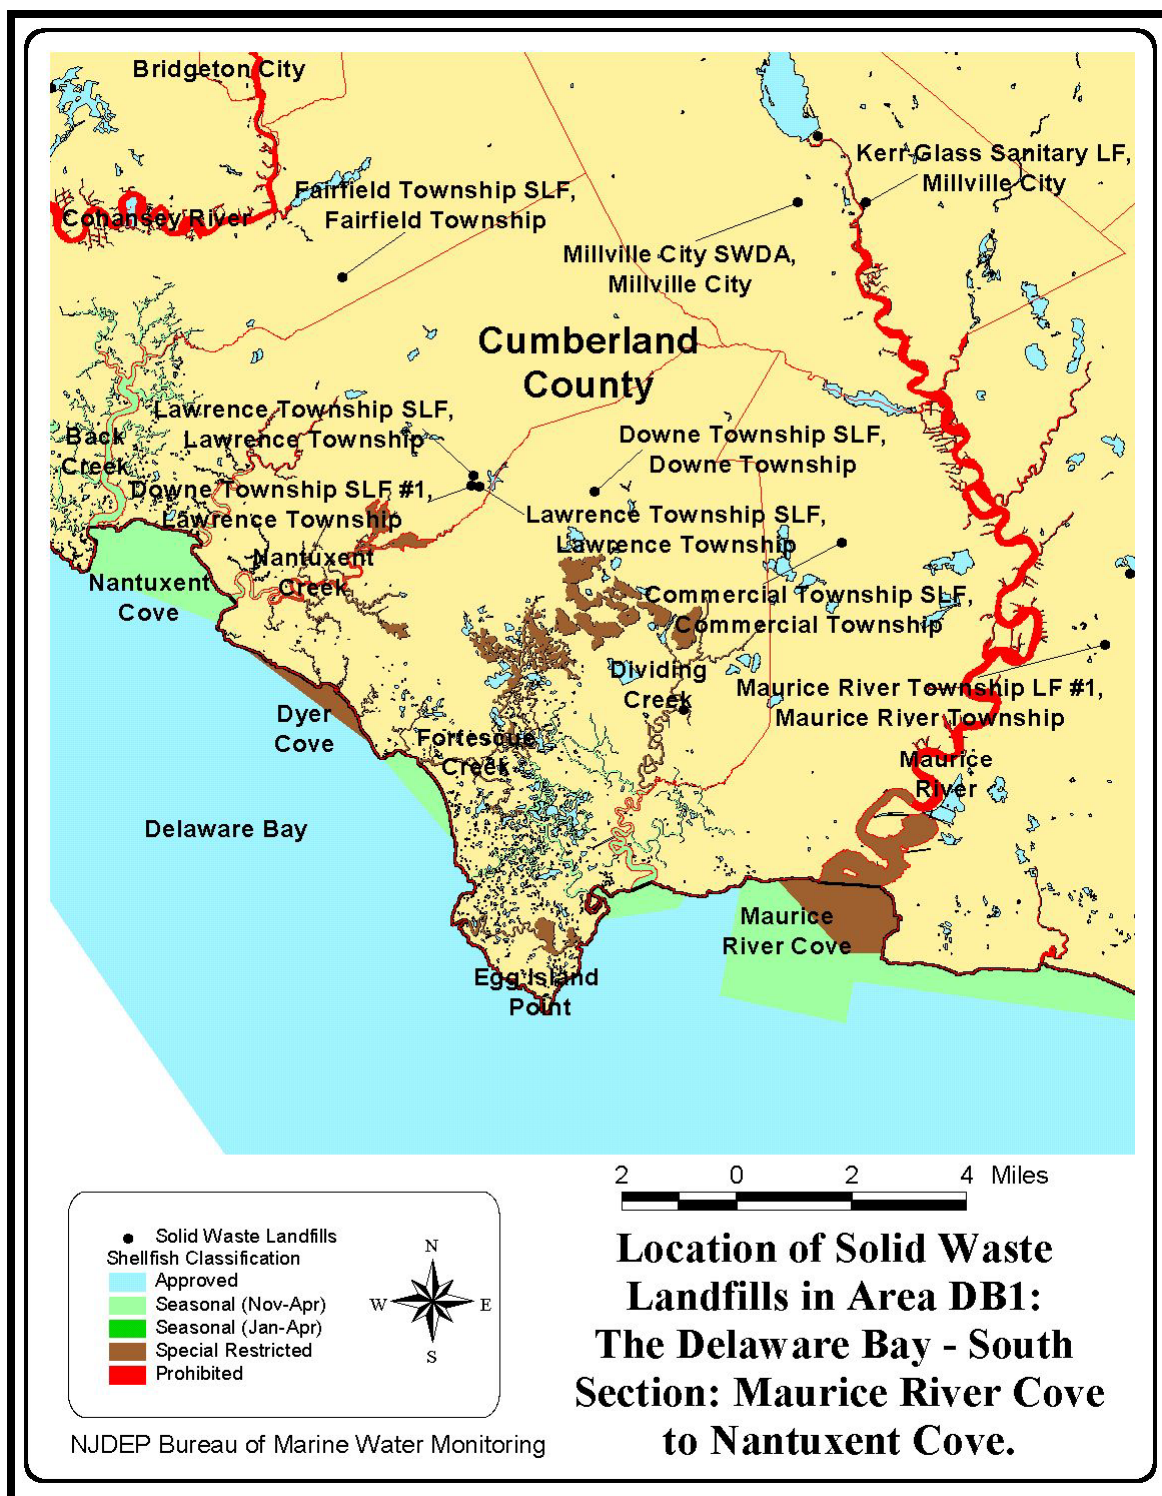 Bridgeton City
Kerr Glass Sanitary LF,
Millville City
Fairfield Township SLF,
Fairfield Township
Cohansey River
Millville City SWDA,
Millville City
Cumberland
County
Lawrence Township SLF,
Lawrence Township
Back
Creek
Downe Township SLF,
Downe Township
Downe Township SLF #1,
Lawrence Township
Lawrence Township SLF,
Lawrence Township
Nantuxent
Creek
Nantuxent
Cove
Commercial Township SLF,
Commercial Township
Dividing
Creek
Maurice River Township LF #1,
Maurice River Township
Dyer
Cove
Fortescue
Creek
Maurice
River
Delaware Bay
Maurice
River Cove
Egg Island
Point
2 0 2 4 Miles
Solid Waste Landfills
Shellfish Classification
Approved
Seasonal (Nov-Apr)
Seasonal (Jan-Apr)
Special Restricted
Prohibited
N
W E
S
Location of Solid Waste
Landfills in Area DB1:
The Delaware Bay - South
Section: Maurice River Cove
to Nantuxent Cove.
NJDEP Bureau of Marine Water Monitoring